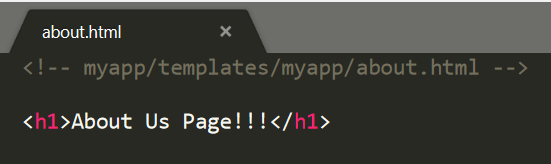 about.html ×
<!-- myapp/templates/myapp/about.html -->
<h1>About Us Page!!!</h1>